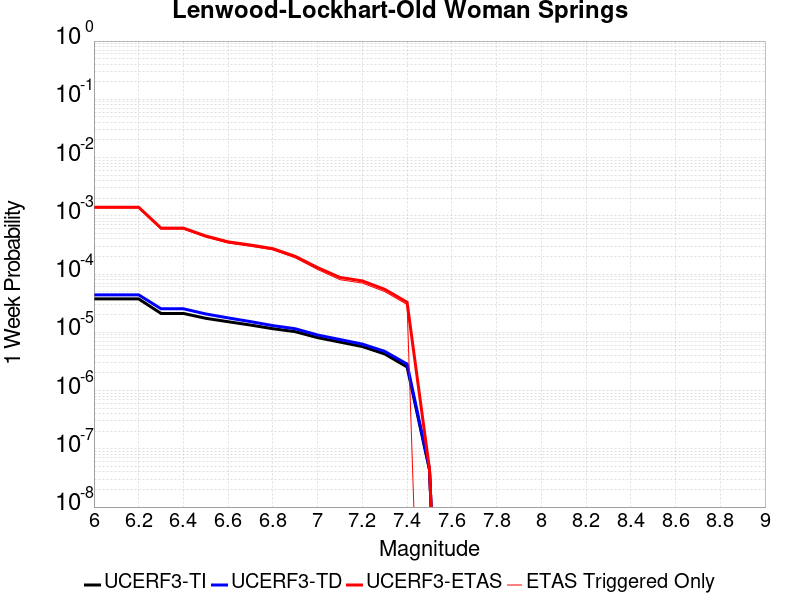 Lenwood-Lockhart-Old Woman Springs
1 Week Probability
10^0
10^-1
10^-2
10^-3
10^-4
10^-5
10^-6
10^-7
10^-8
6 6.2 6.4 6.6 6.8 7 7.2 7.4 7.6 7.8 8 8.2 8.4 8.6 8.8 9
Magnitude
UCERF3-TI UCERF3-TD UCERF3-ETAS ETAS Triggered Only